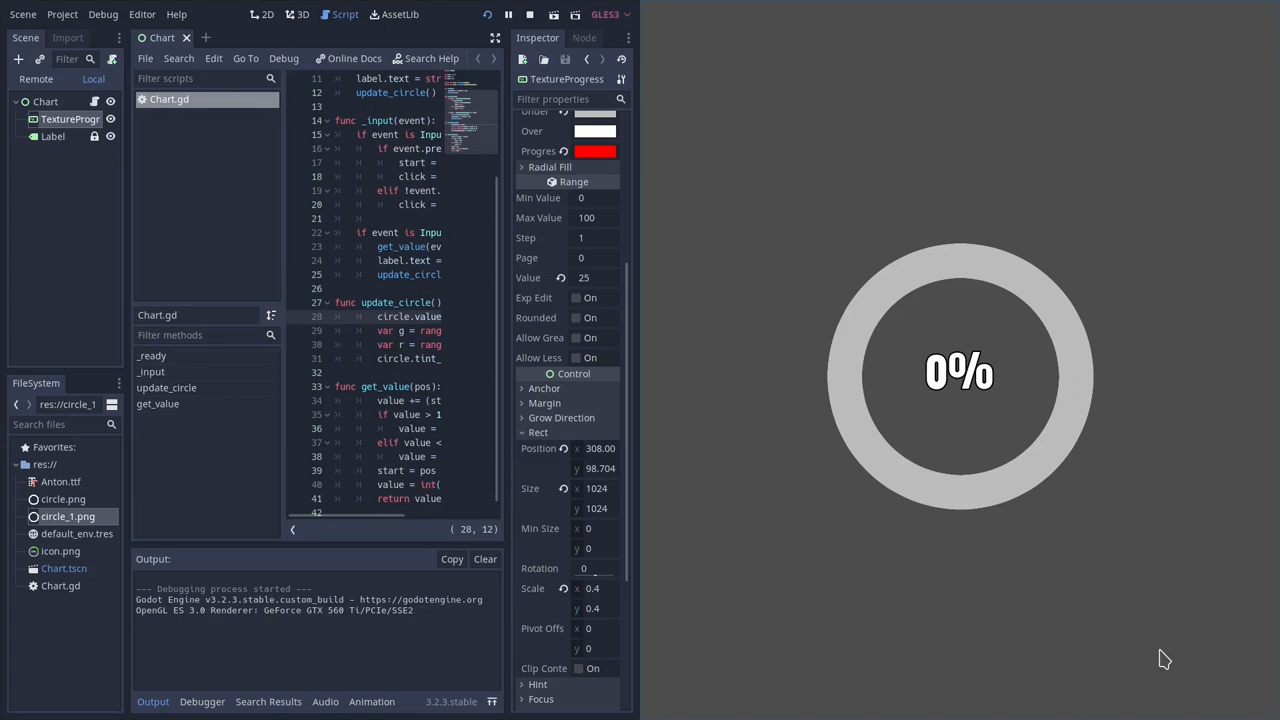 Scene Project Debug Editor Help
2D 3D Script AssetLib
GLES3
Scene Import
Filter
Remote Local
Chart
TextureProgr
Label
FileSystem
res://circle_1
Search files
Favorites:
res://
Anton.ttf
circle.png
circle_1.png
default_env.tres
icon.png
Chart.tscn
Chart.gd
Chart
File Search Edit Go To Debug Online Docs Search Help
Filter scripts
Chart.gd
Chart.gd
Filter methods
_ready
_input
update_circle
get_value
11 label.text = str
12 update_circle()
13
14 func _input(event):
15 if event is Inpu
16 if event.pre
17 start =
18 click =
19 elif !event.
20 click =
21
22 if event is Inpu
23 get_value(ev
24 label.text =
25 update_circl
26
27 func update_circle()
28 circle.value
29 var g = rang
30 var r = rang
31 circle.tint_
32
33 func get_value(pos):
34 value += (st
35 if value > 1
36 value =
37 elif value <
38 value =
39 start = pos
40 value = int(
41 return value
42
( 28, 12)
Output: Copy Clear
--- Debugging process started ---
Godot Engine v3.2.3.stable.custom_build - https://godotengine.org
OpenGL ES 3.0 Renderer: GeForce GTX 560 Ti/PCIe/SSE2
Output Debugger Search Results Audio Animation 3.2.3.stable
Inspector Node
TextureProgress
Filter properties
Under
Over
Progres
Radial Fill
Range
Min Value 0
Max Value 100
Step 1
Page 0
Value 25
Exp Edit On
Rounded On
Allow Grea On
Allow Less On
Control
Anchor
Margin
Grow Direction
Rect
Position x 308.00
y 98.704
Size x 1024
y 1024
Min Size x 0
y 0
Rotation 0
Scale x 0.4
y 0.4
Pivot Offs x 0
y 0
Clip Conte On
Hint
Focus
0%